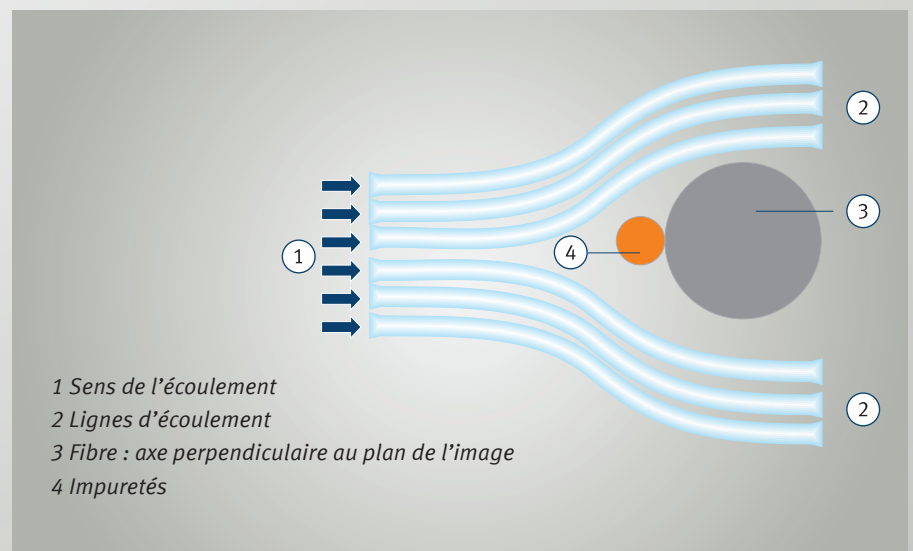 2
3
4
1
2
1 Sens de l’écoulement
2 Lignes d’écoulement
3 Fibre : axe perpendiculaire au plan de l’image
4 Impuretés